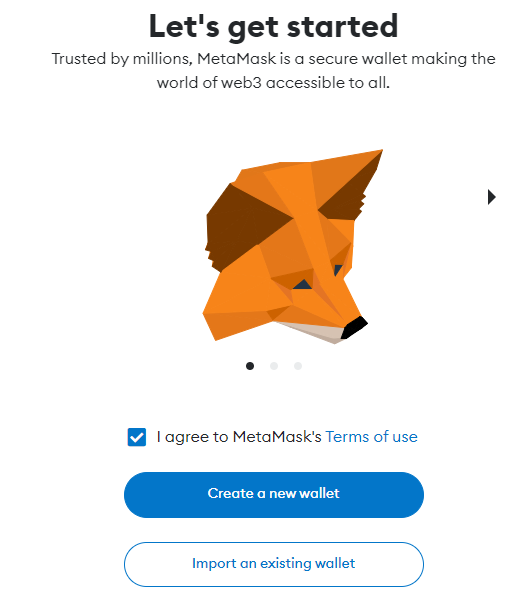 Let's get started
Trusted by millions, MetaMask is a secure wallet making the
world of web3 accessible to all.
I agree to MetaMask's Terms of use
Create a new wallet
Import an existing wallet